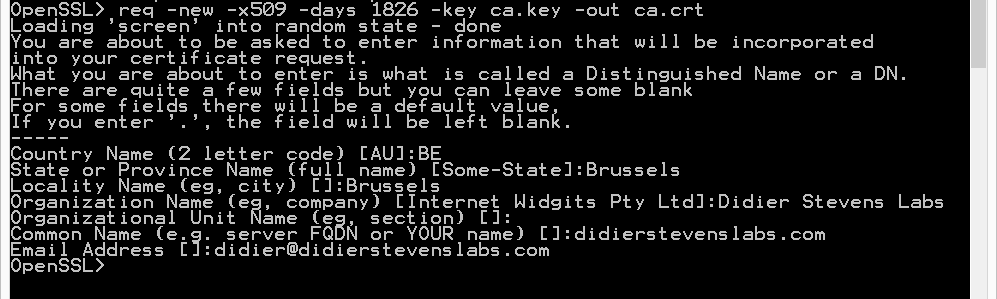 OpenSSL> req -new -x509 -days 1826 -key ca.key -out ca.crt
Loading 'screen' into random state - done
You are about to be asked to enter information that will be incorporated
into your certificate request.
What you are about to enter is what is called a Distinguished Name or a DN.
There are quite a few fields but you can leave some blank
For some fields there will be a default value,
If you enter '.', the field will be left blank.
-----
Country Name (2 letter code) [AU]:BE
State or Province Name (full name) [Some-State]:Brussels
Locality Name (eg, city) []:Brussels
Organization Name (eg, company) [Internet Widgits Pty Ltd]:Didier Stevens Labs
Organizational Unit Name (eg, section) []:
Common Name (e.g. server FQDN or YOUR name) []:didierstevenslabs.com
Email Address []:didier@didierstevenslabs.com
OpenSSL>